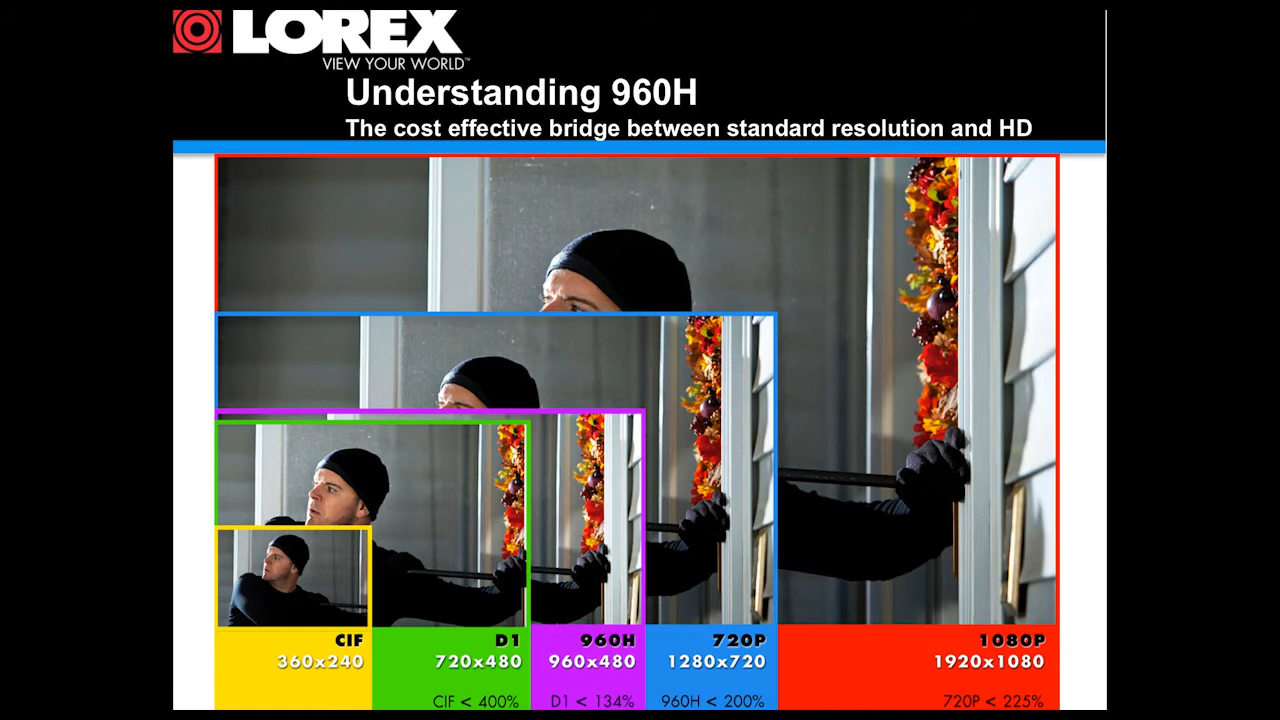 LOREX
VIEW YOUR WORLD™
Understanding 960H
The cost effective bridge between standard resolution and HD
CIF
360x240
D1
720x480
CIF < 400%
960H
960x480
D1 < 134%
720P
1280x720
960H < 200%
1080P
1920x1080
720P < 225%